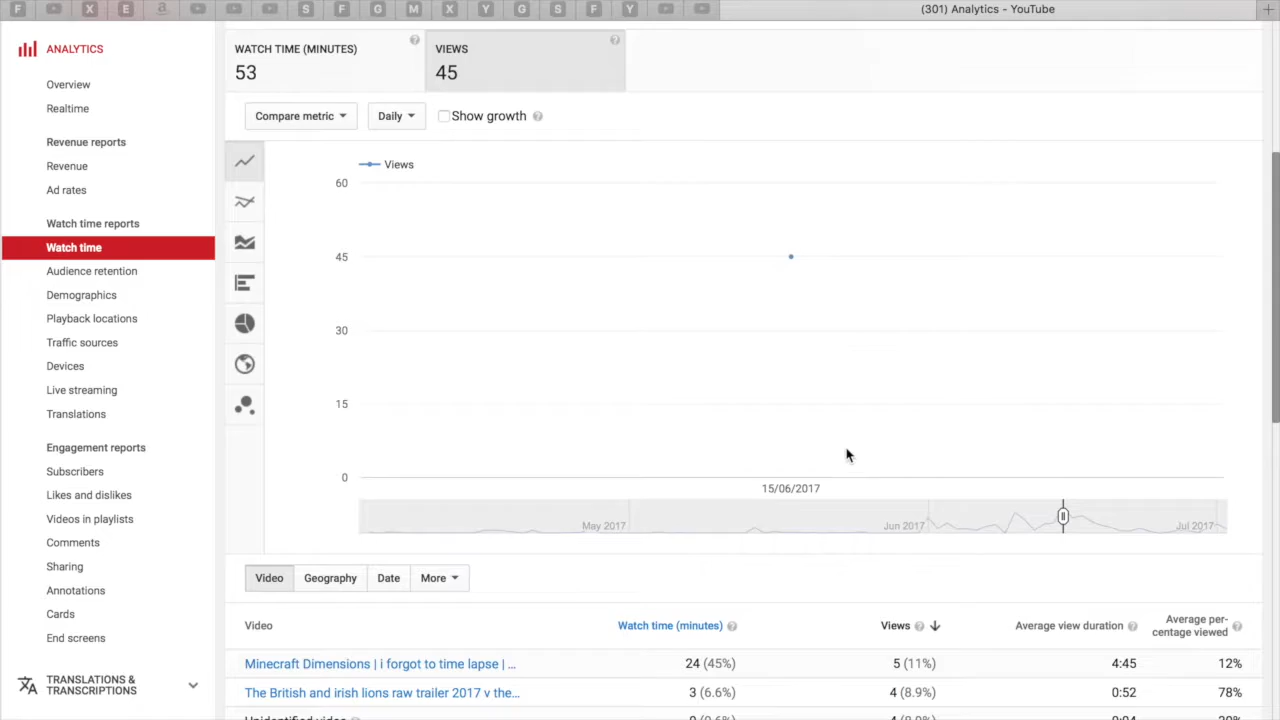 F X E a S F G M X Y G S F Y (301) Analytics - YouTube +
ANALYTICS
Overview
Realtime
Revenue reports
Revenue
Ad rates
Watch time reports
Watch time
Audience retention
Demographics
Playback locations
Traffic sources
Devices
Live streaming
Translations
Engagement reports
Subscribers
Likes and dislikes
Videos in playlists
Comments
Sharing
Annotations
Cards
End screens
TRANSLATIONS &
TRANSCRIPTIONS
WATCH TIME (MINUTES) ?
53
VIEWS ?
45
Compare metric Daily Show growth ?
Views
60
45
30
15
0
15/06/2017
May 2017 Jun 2017 Jul 2017
Video Geography Date More
Video Watch time (minutes) ? Views ? Average view duration ? Average per-
centage viewed ?
Minecraft Dimensions | i forgot to time lapse | ... 24 (45%) 5 (11%) 4:45 12%
The British and irish lions raw trailer 2017 v the... 3 (6.6%) 4 (8.9%) 0:52 78%